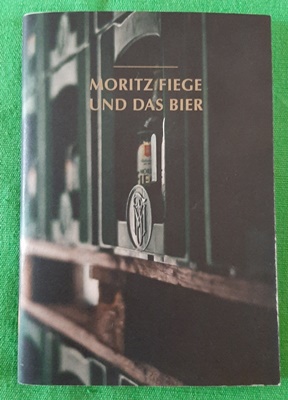 MORITZ FIEGE
UND DAS BIER